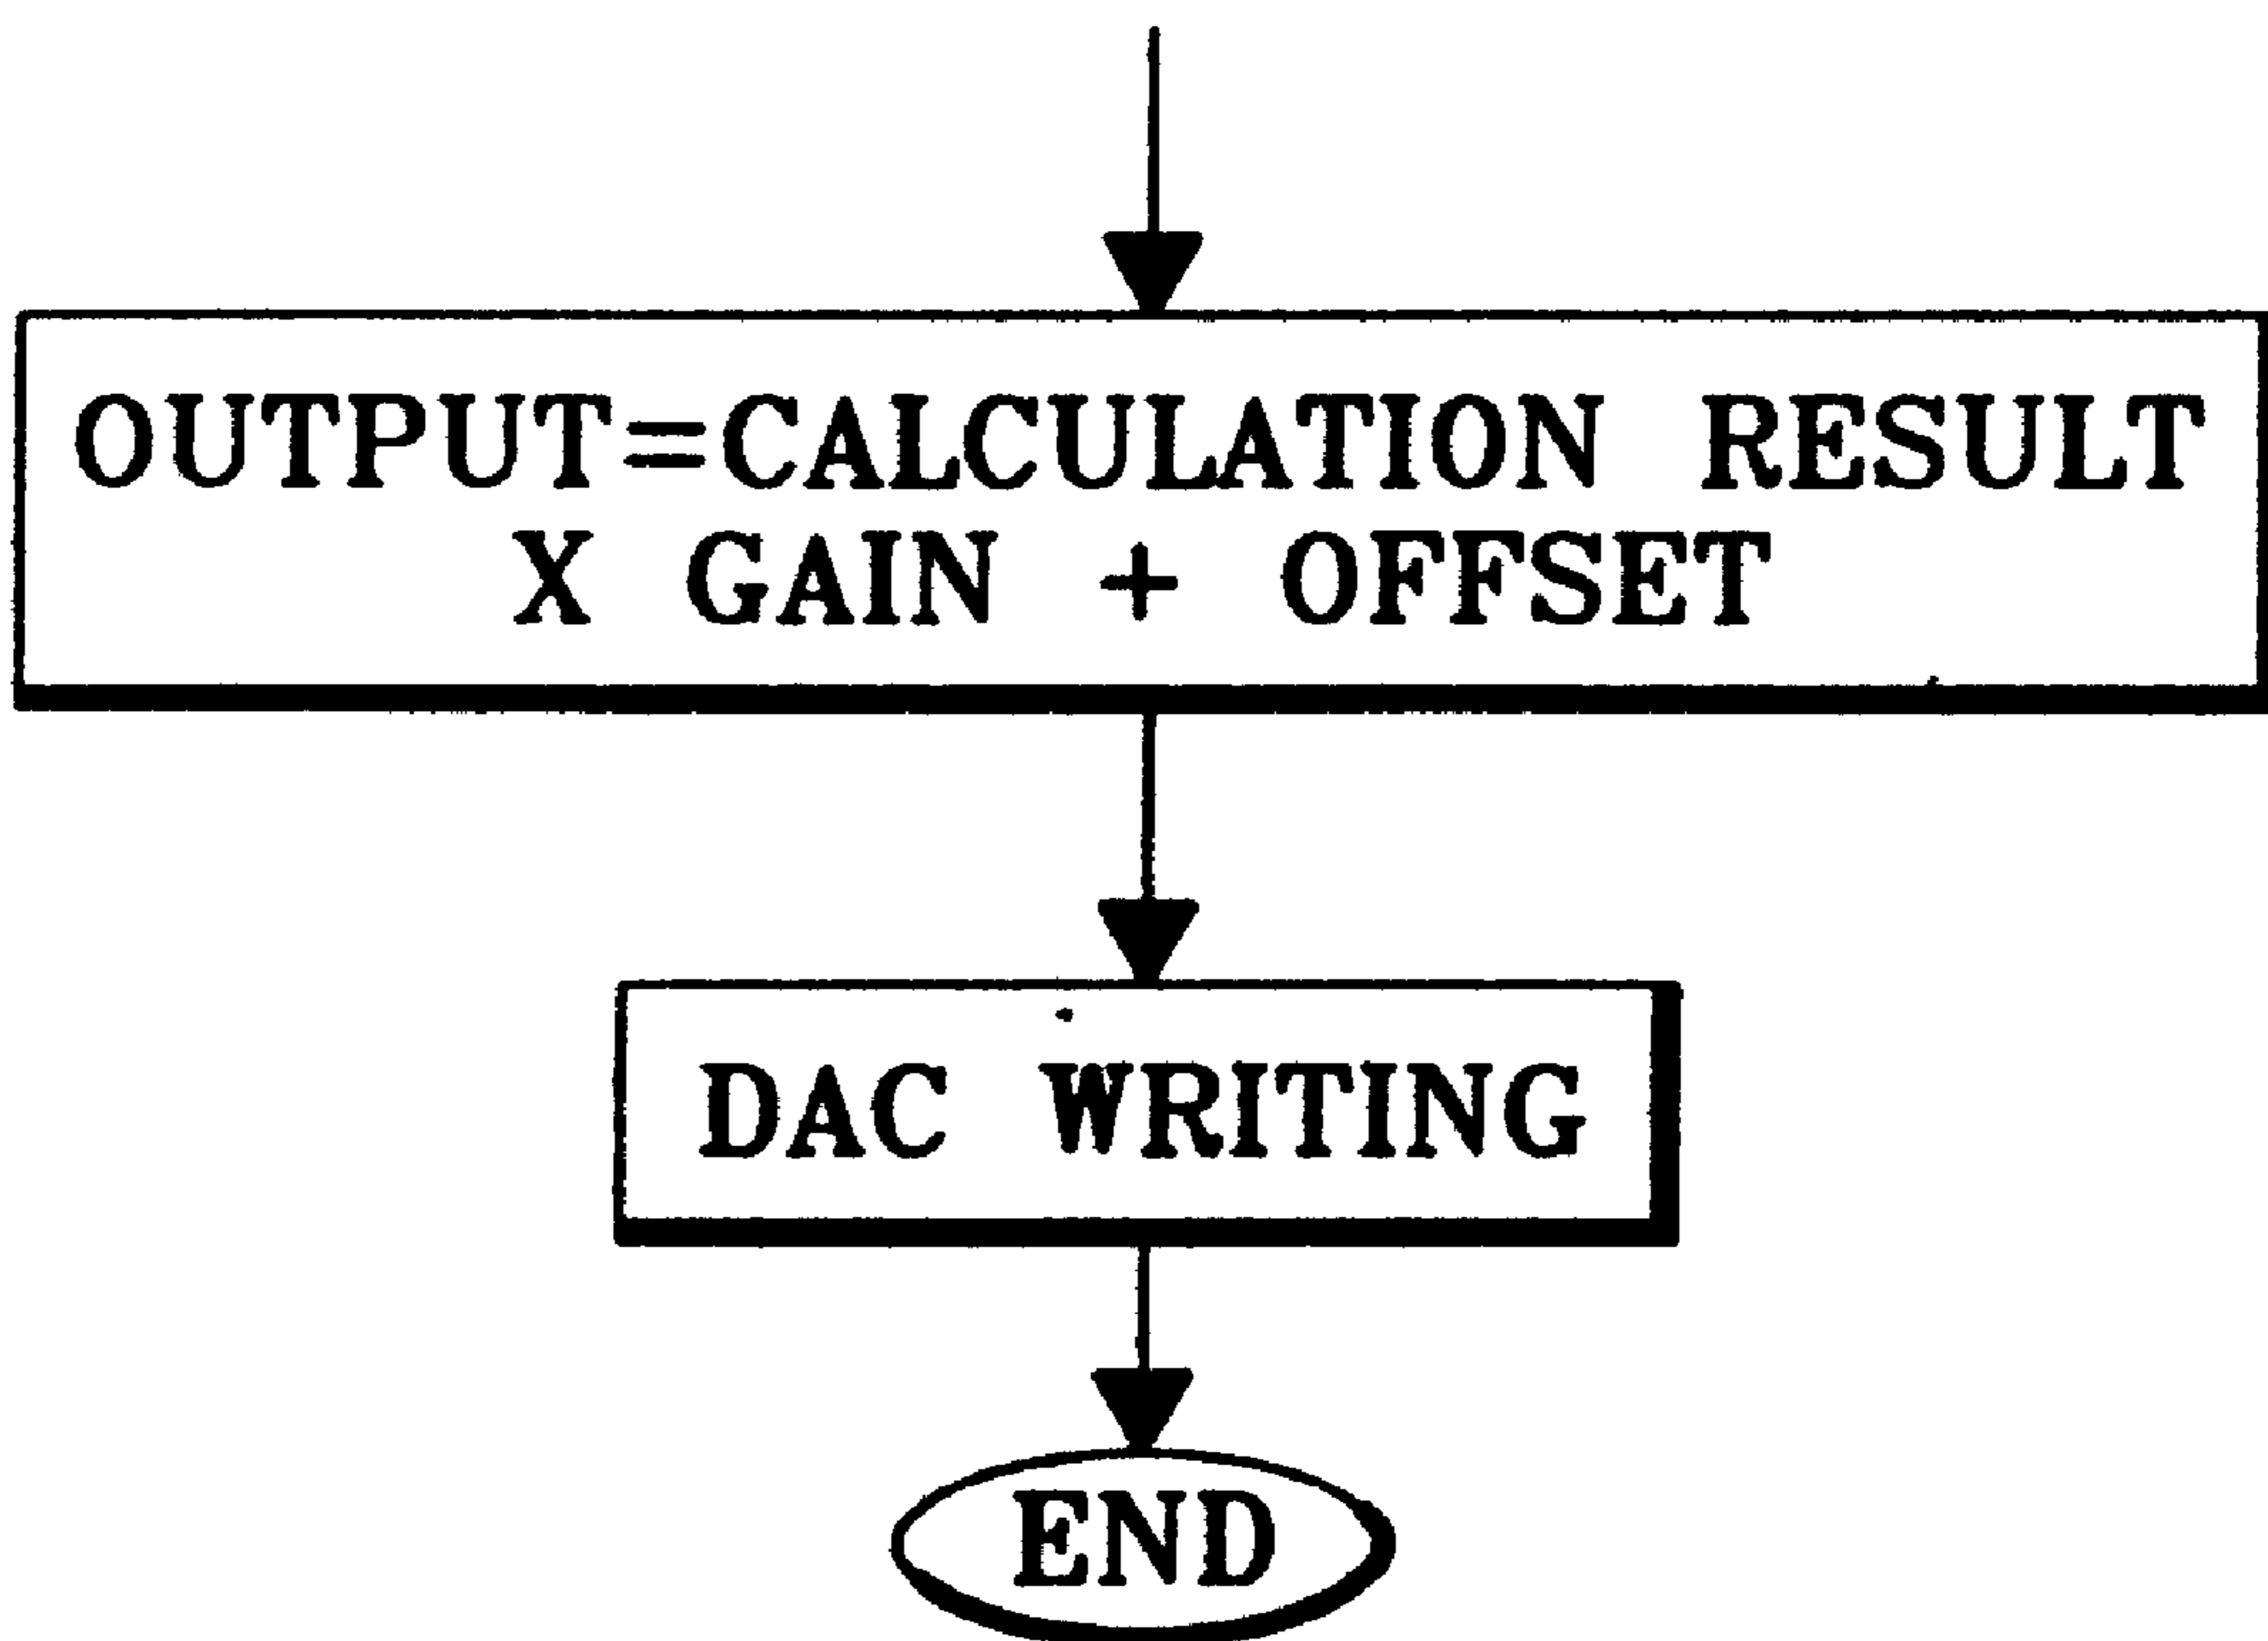 OUTPUT=CALCULATION RESULT
X GAIN + OFFSET
DAC WRITING
END